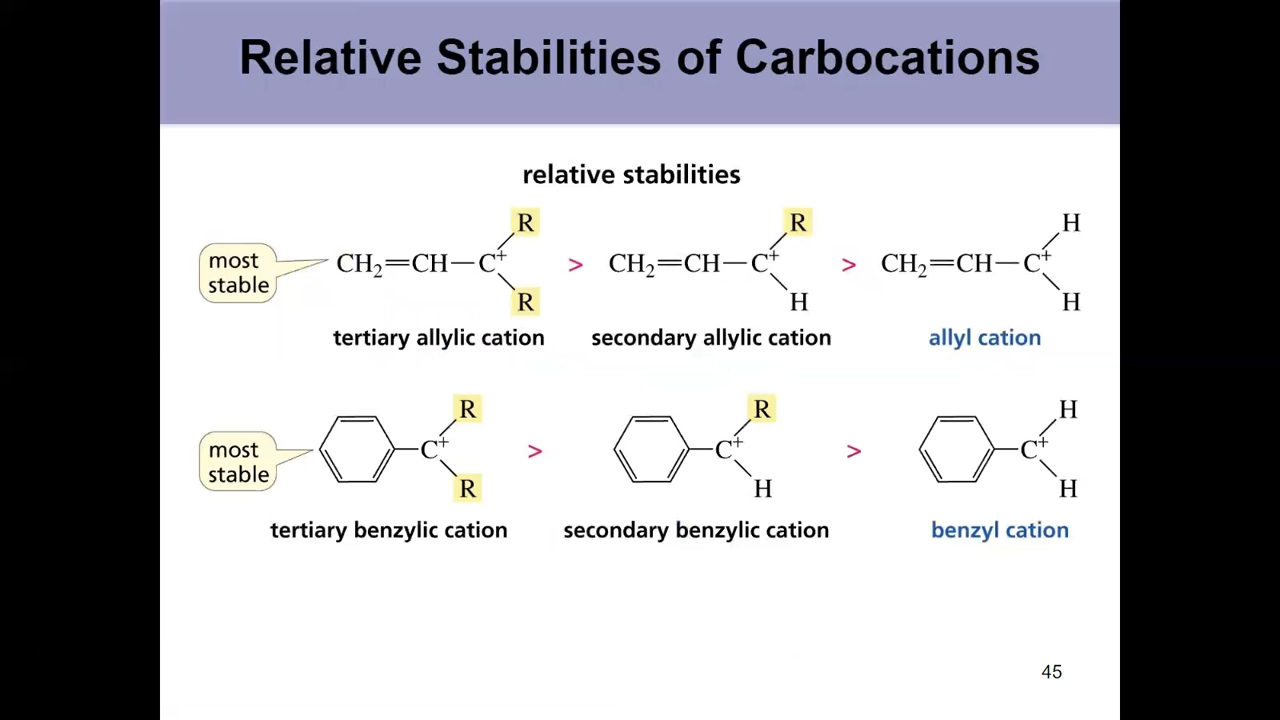 Relative Stabilities of Carbocations
relative stabilities
most
stable
R
CH₂=CH—C⁺
R
>
R
CH₂=CH—C⁺
H
>
H
CH₂=CH—C⁺
H
tertiary allylic cation
secondary allylic cation
allyl cation
most
stable
R
C⁺
R
>
R
C⁺
H
>
H
C⁺
H
tertiary benzylic cation
secondary benzylic cation
benzyl cation
45